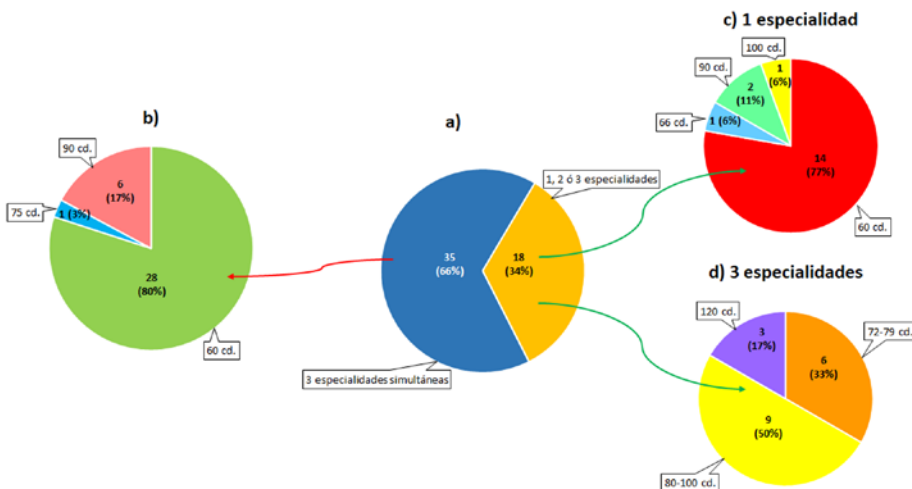 c) 1 especialidad
100 cd.
1
(6%)
90 cd.
2
(11%)
66 cd.
1 (6%)
14
(77%)
60 cd.
b)
90 cd.
6
(17%)
75 cd.
1 (3%)
28
(80%)
60 cd.
a)
1, 2 ó 3 especialidades
35
(66%)
18
(34%)
3 especialidades simultáneas
d) 3 especialidades
120 cd.
3
(17%)
72-79 cd.
6
(33%)
9
(50%)
80-100 cd.